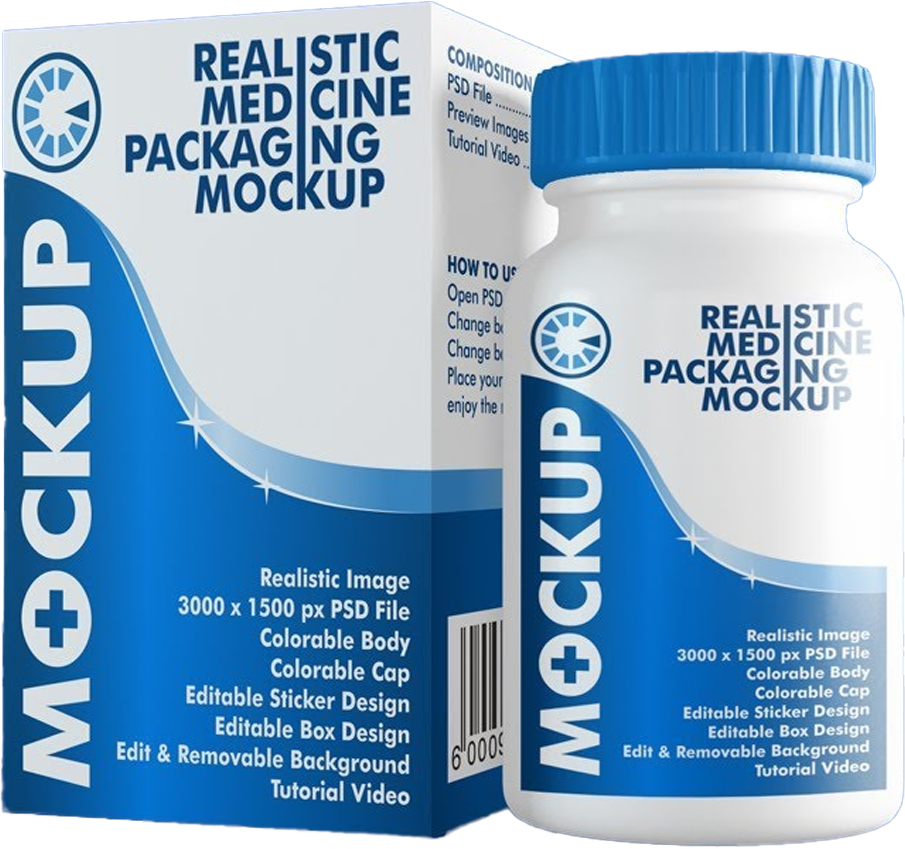 REALISTIC
MEDICINE
PACKAGING
MOCKUP
MOCKUP
Realistic Image
3000 x 1500 px PSD File
Colorable Body
Colorable Cap
Editable Sticker Design
Editable Box Design
Edit & Removable Background
Tutorial Video
COMPOSITION
PSD File ..........
Preview Images
Tutorial Video ..
HOW TO
Open PSD
Change
Change
Place your
enjoy the
6 0009
REALISTIC
MEDICINE
PACKAGING
MOCKUP
MOCKUP
Realistic Image
3000 x 1500 px PSD File
Colorable Body
Colorable Cap
Editable Sticker Design
Editable Box Design
Edit & Removable Background
Tutorial Video